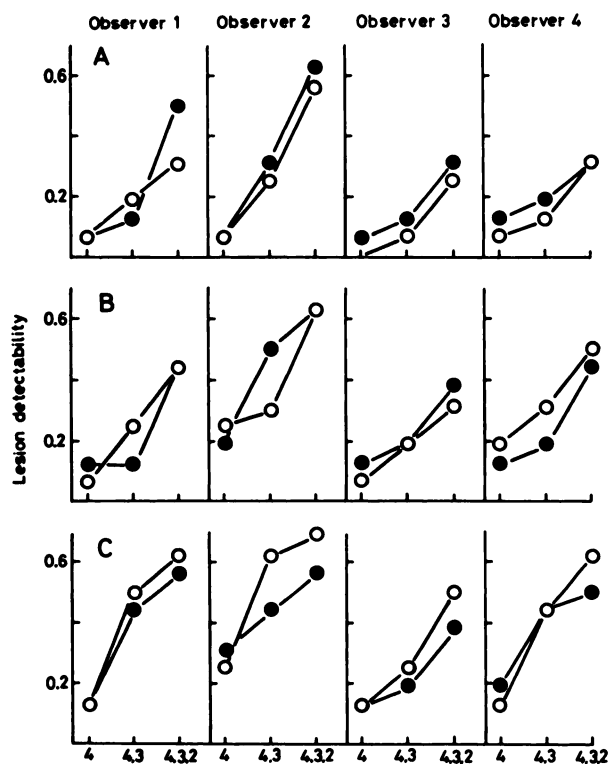 Observer 1 Observer 2 Observer 3 Observer 4
A
0.6
0.2
B
0.6
0.2
Lesion detectability
C
0.6
0.2
4 4,3 4,3,2 4 4,3 4,3,2 4 4,3 4,3,2 4 4,3 4,3,2